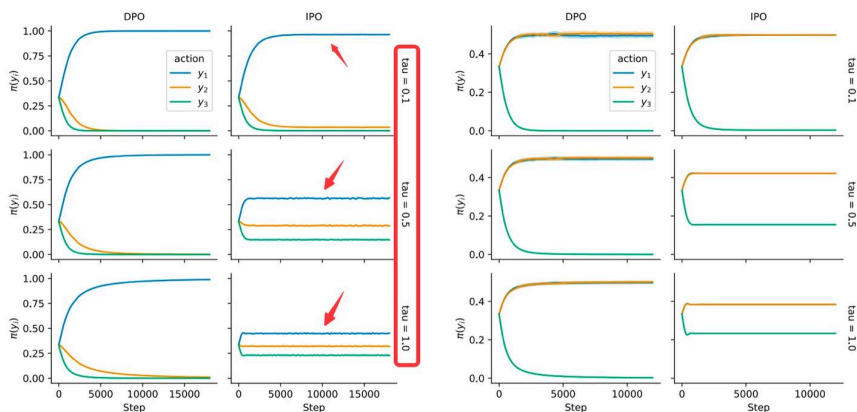 DPO IPO DPO IPO
1.00
0.75
0.50
0.25
0.00
π(yᵢ)
action
y₁
y₂
y₃
tau = 0.1
0.4
0.2
0.0
π(yᵢ)
action
y₁
y₂
y₃
tau = 0.1
1.00
0.75
0.50
0.25
0.00
π(yᵢ)
tau = 0.5
0.4
0.2
0.0
π(yᵢ)
tau = 0.5
1.00
0.75
0.50
0.25
0.00
π(yᵢ)
tau = 1.0
0.4
0.2
0.0
π(yᵢ)
tau = 1.0
0 5000 10000 15000 0 5000 10000 15000 0 5000 10000 0 5000 10000
Step Step Step Step